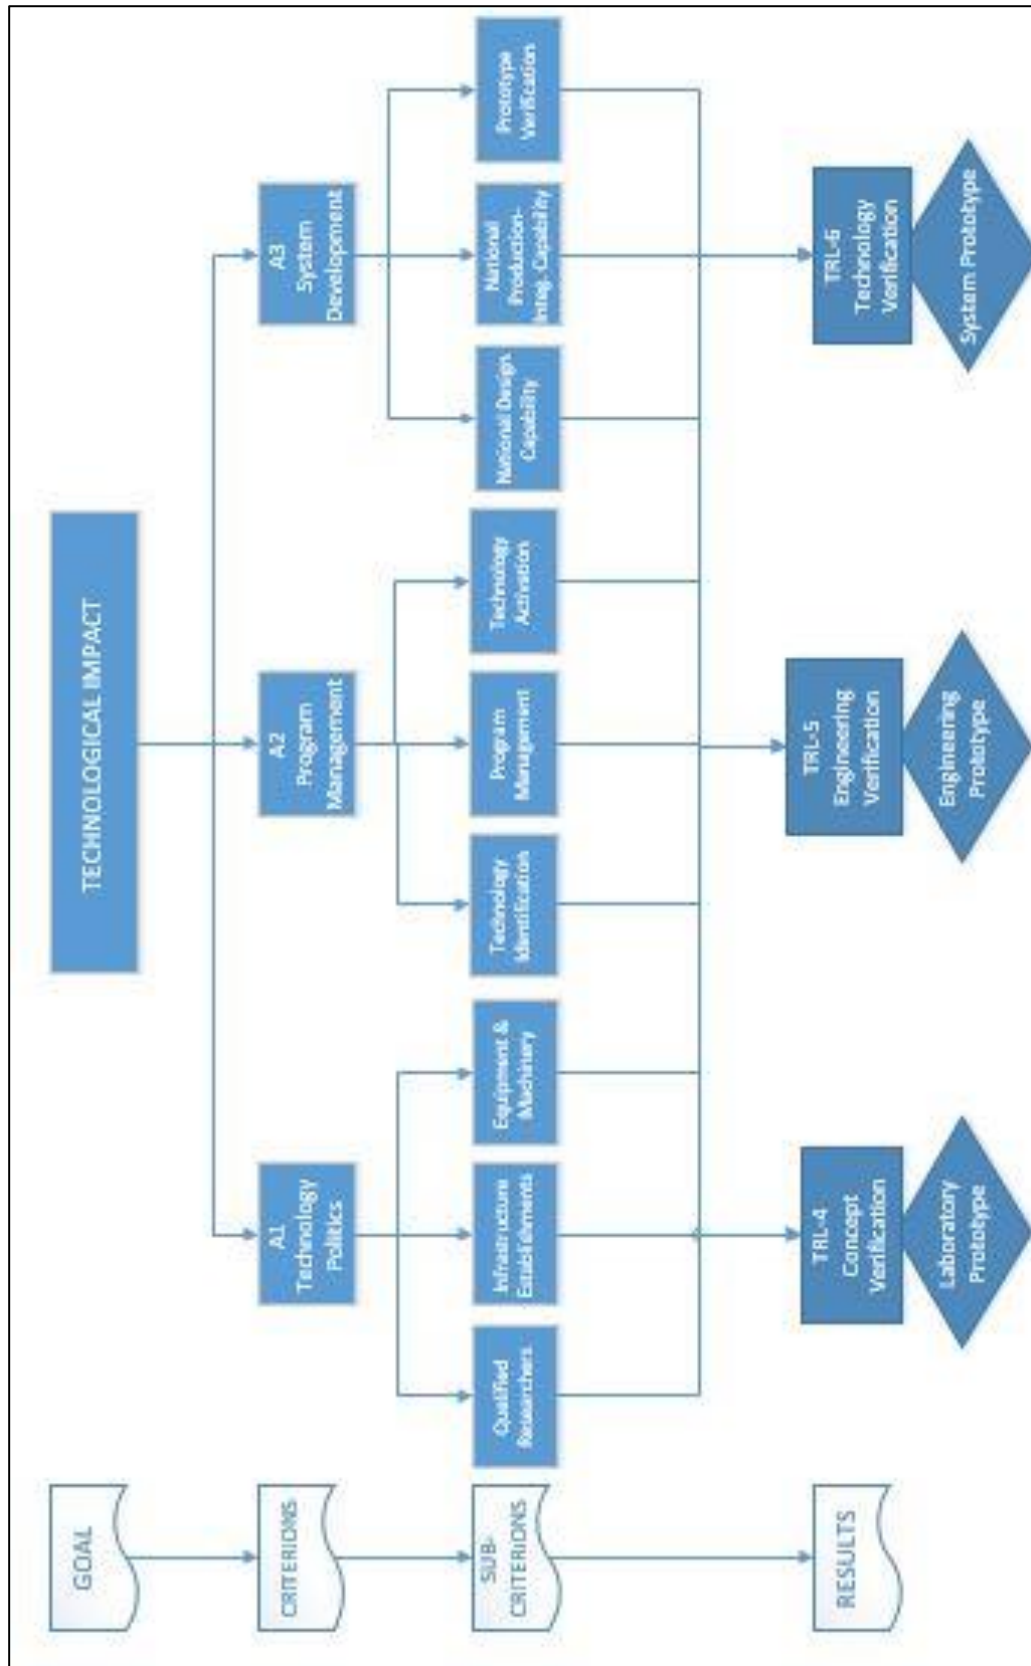 GOAL
TECHNOLOGICAL IMPACT
CRITERIONS
A1
Technology
Politics
A2
Program
Management
A3
System
Development
SUB-
CRITERIONS
Qualified
Researchers
Infrastructure
Establişments
Equipment &
Machinery
Technology
Identification
Program
Management
Technology
Activation
National Design
Capability
National
Production-
Integ. Capability
Prototype
Verification
RESULTS
TRL-4
Concept
Verification
TRL-5
Engineering
Verification
TRL-6
Technology
Verification
Laboratory
Prototype
Engineering
Prototype
System Prototype